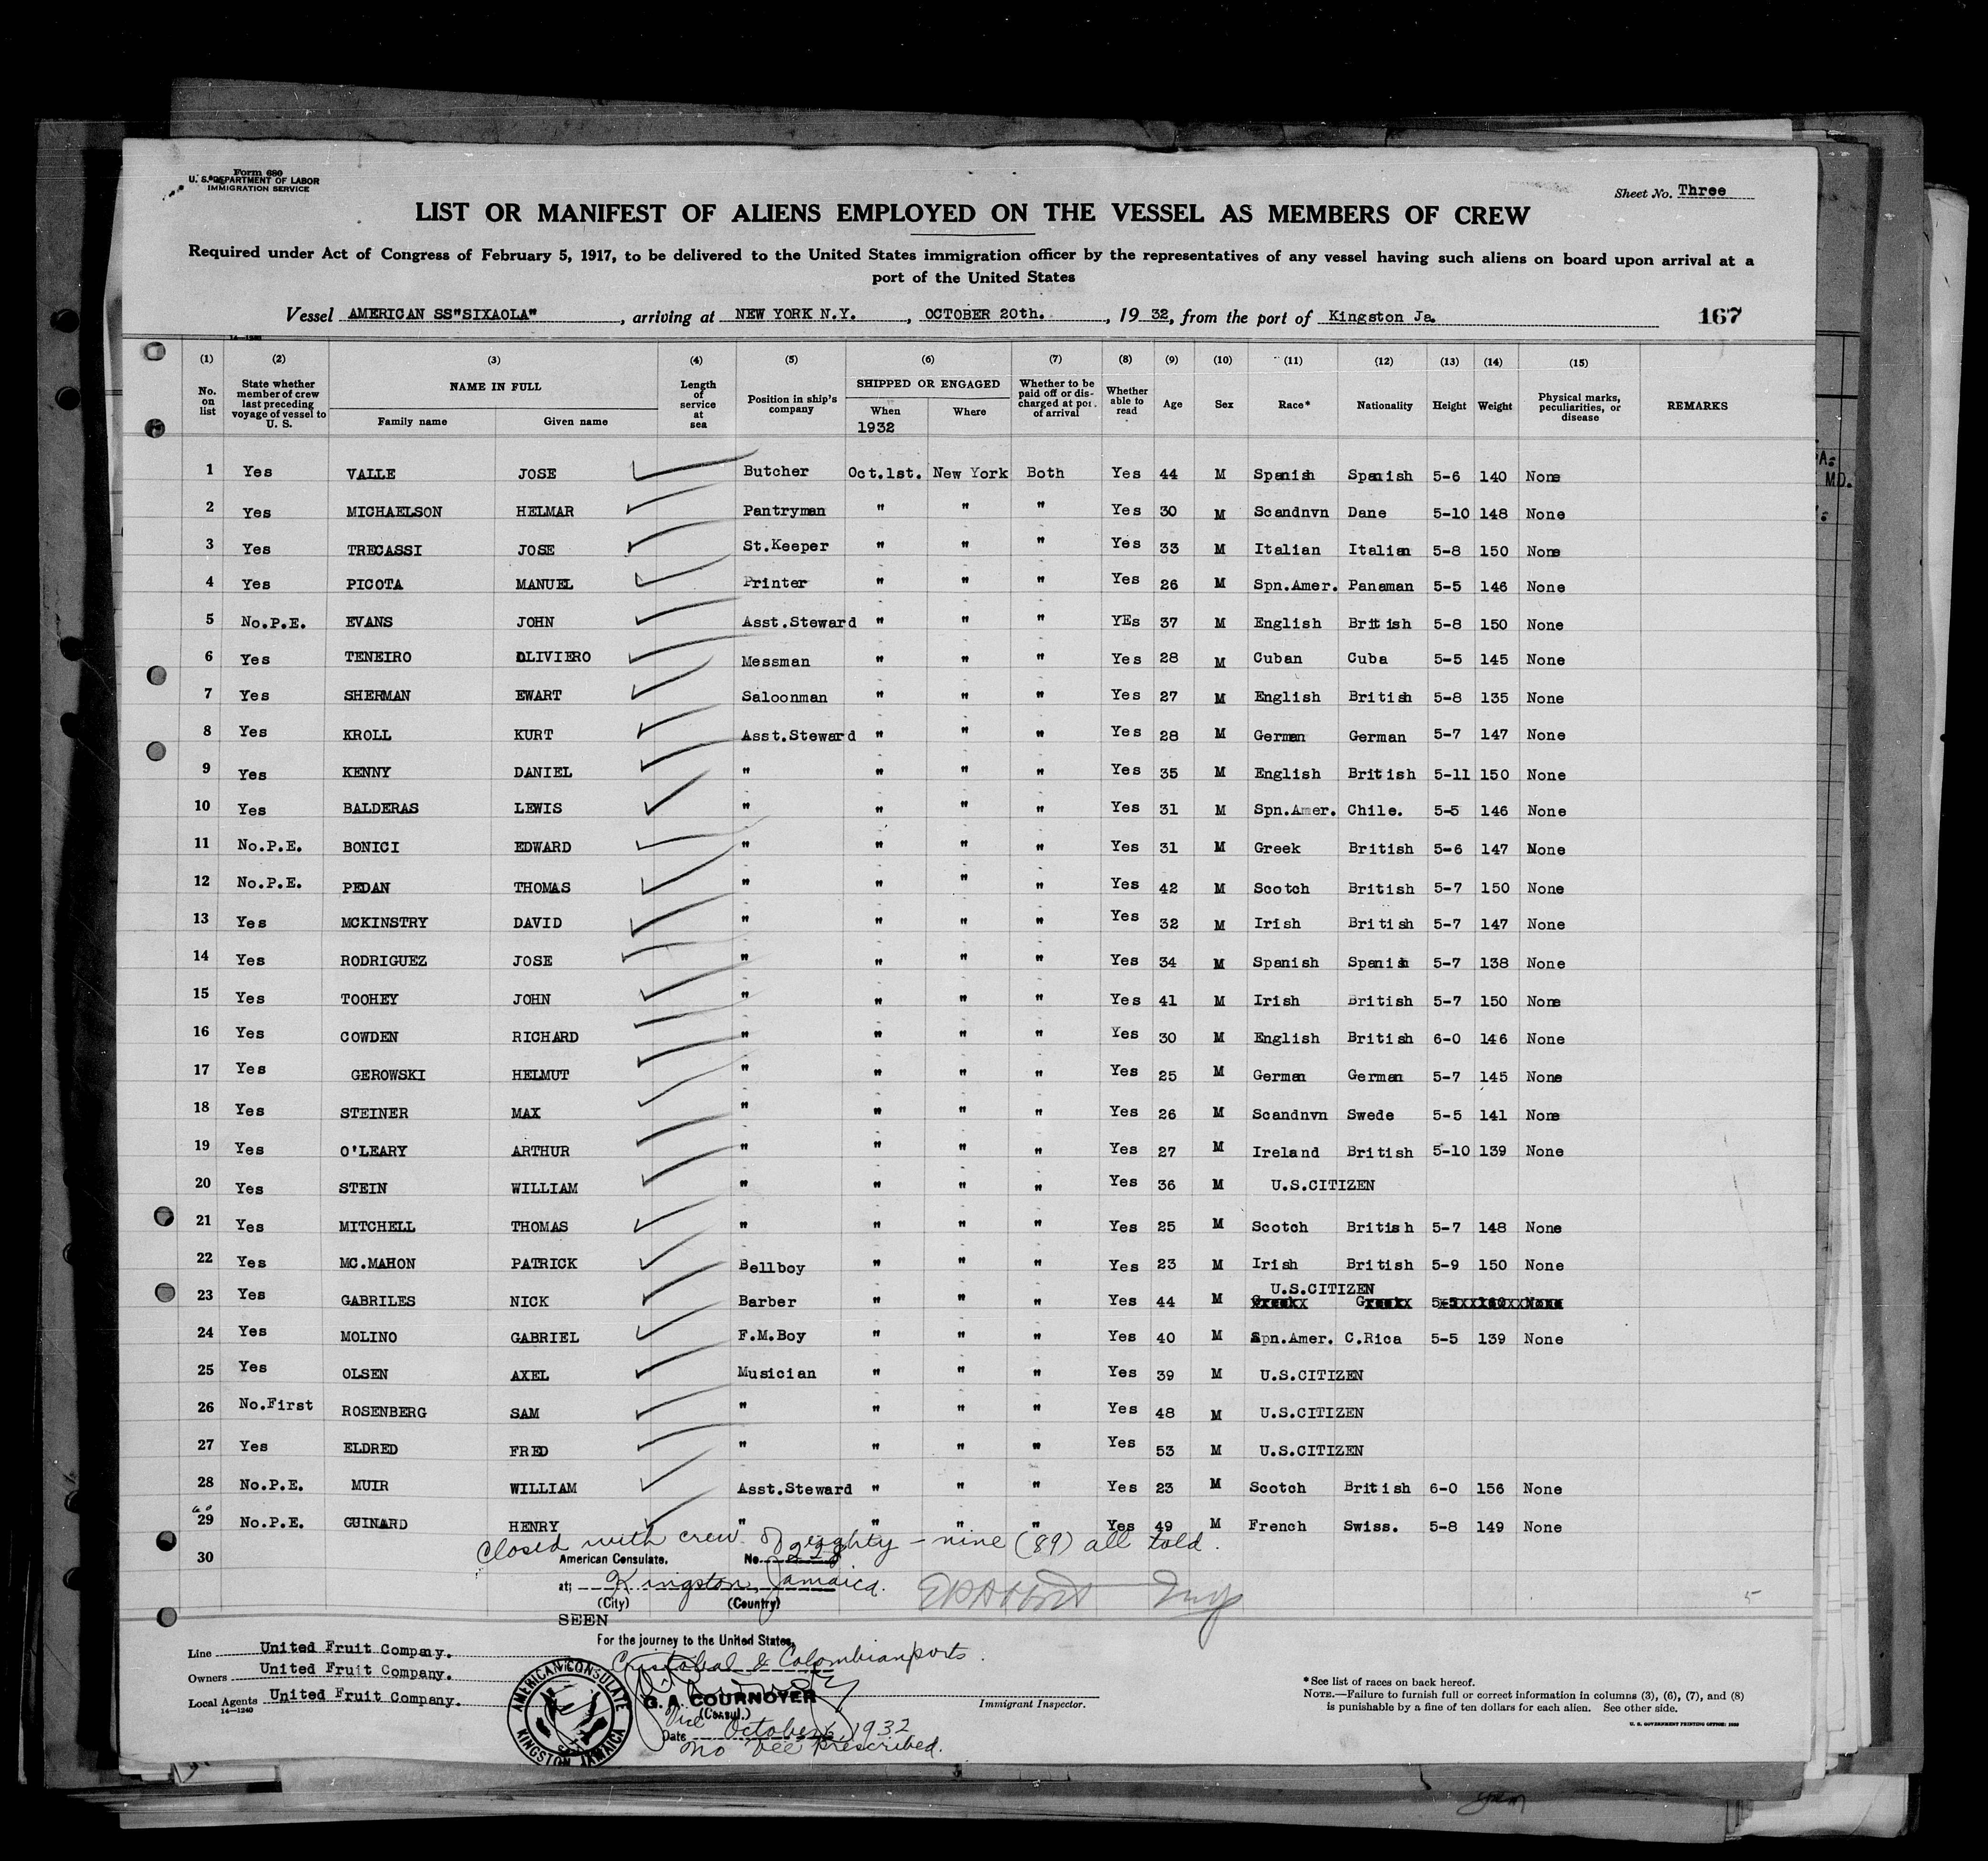 Form 680
U. S. DEPARTMENT OF LABOR
IMMIGRATION SERVICE
Sheet No. Three
LIST OR MANIFEST OF ALIENS EMPLOYED ON THE VESSEL AS MEMBERS OF CREW
Required under Act of Congress of February 5, 1917, to be delivered to the United States immigration officer by the representatives of any vessel having such aliens on board upon arrival at a
port of the United States
Vessel AMERICAN SS"SIXAOLA", arriving at NEW YORK N.Y., OCTOBER 20th., 19 32, from the port of Kingston Ja. 167
(1) (2) (3) (4) (5) (6) (7) (8) (9) (10) (11) (12) (13) (14) (15)
No. on list State whether member of crew last preceding voyage of vessel to U. S. NAME IN FULL Family name Given name Length of service at sea Position in ship's company SHIPPED OR ENGAGED When 1932 Where Whether to be paid off or discharged at port of arrival Whether able to read Age Sex Race* Nationality Height Weight Physical marks, peculiarities, or disease REMARKS
1 Yes VALLE JOSE Butcher Oct.1st. New York Both Yes 44 M Spanish Spanish 5-6 140 None
2 Yes MICHAELSON HELMAR Pantryman " " " Yes 30 M Scandnvn Dane 5-10 148 None
3 Yes TRECASSI JOSE St.Keeper " " " Yes 33 M Italian Italian 5-8 150 None
4 Yes PICOTA MANUEL Printer " " " Yes 26 M Spn.Amer. Panaman 5-5 146 None
5 No.P.E. EVANS JOHN Asst.Steward " " " YEs 37 M English British 5-8 150 None
6 Yes TENEIRO OLIVIERO Messman " " " Yes 28 M Cuban Cuba 5-5 145 None
7 Yes SHERMAN EWART Saloonman " " " Yes 27 M English British 5-8 135 None
8 Yes KROLL KURT Asst.Steward " " " Yes 28 M German German 5-7 147 None
9 Yes KENNY DANIEL " " " " Yes 35 M English British 5-11 150 None
10 Yes BALDERAS LEWIS " " " " Yes 31 M Spn.Amer. Chile. 5-5 146 None
11 No.P.E. BONICI EDWARD " " " " Yes 31 M Greek British 5-6 147 None
12 No.P.E. PEDAN THOMAS " " " " Yes 42 M Scotch British 5-7 150 None
13 Yes MCKINSTRY DAVID " " " " Yes 32 M Irish British 5-7 147 None
14 Yes RODRIGUEZ JOSE " " " " Yes 34 M Spanish Spanish 5-7 138 None
15 Yes TOOHEY JOHN " " " " Yes 41 M Irish British 5-7 150 None
16 Yes COWDEN RICHARD " " " " Yes 30 M English British 6-0 146 None
17 Yes GEROWSKI HELMUT " " " " Yes 25 M German German 5-7 145 None
18 Yes STEINER MAX " " " " Yes 26 M Scandnvn Swede 5-5 141 None
19 Yes O'LEARY ARTHUR " " " " Yes 27 M Ireland British 5-10 139 None
20 Yes STEIN WILLIAM " " " " Yes 36 M U.S.CITIZEN
21 Yes MITCHELL THOMAS " " " " Yes 25 M Scotch British 5-7 148 None
22 Yes MC.MAHON PATRICK Bellboy " " " Yes 23 M Irish British 5-9 150 None
23 Yes GABRILES NICK Barber " " " Yes 44 M U.S.CITIZEN
24 Yes MOLINO GABRIEL F.M.Boy " " " Yes 40 M Spn.Amer. C.Rica 5-5 139 None
25 Yes OLSEN AXEL Musician " " " Yes 39 M U.S.CITIZEN
26 No.First ROSENBERG SAM " " " " Yes 48 M U.S.CITIZEN
27 Yes ELDRED FRED " " " " Yes 53 M U.S.CITIZEN
28 No.P.E. MUIR WILLIAM Asst.Steward " " " Yes 23 M Scotch British 6-0 156 None
29 No.P.E. GUINARD HENRY " " " " Yes 49 M French Swiss. 5-8 149 None
30
Closed with crew of eighty-nine (89) all told.
American Consulate, No.
at; Kingston, Jamaica.
(City) (Country)
SEEN
For the journey to the United States,
Cristobal & Colombian ports.
Line United Fruit Company.
Owners United Fruit Company.
Local Agents United Fruit Company.
14—1240
AMERICAN CONSULATE
KINGSTON JAMAICA
G. A. COURNOYER
(Consul.)
Vice
Date October, 1932
No fee prescribed.
Immigrant Inspector.
*See list of races on back hereof.
NOTE.—Failure to furnish full or correct information in columns (3), (6), (7), and (8)
is punishable by a fine of ten dollars for each alien. See other side.
U. S. GOVERNMENT PRINTING OFFICE